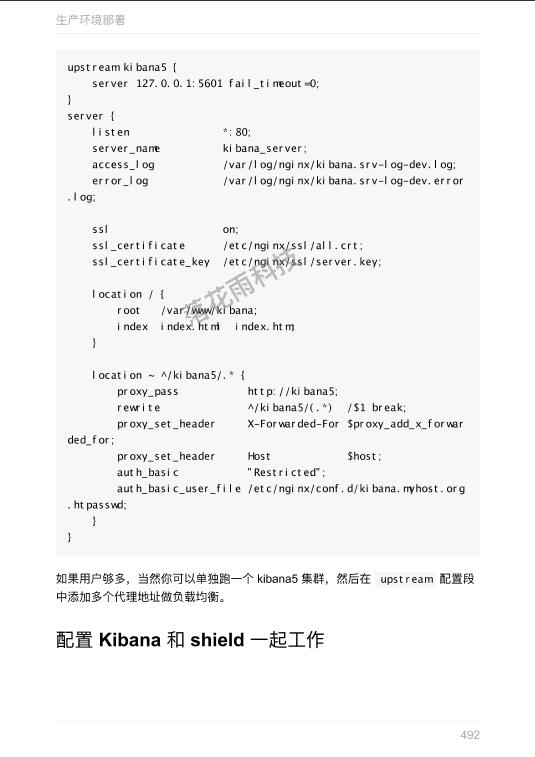 生产环境部署
upstream kibana5 {
    server 127.0.0.1:5601 fail_timeout=0;
}
server {
    listen               *:80;
    server_name          kibana_server;
    access_log           /var/log/nginx/kibana.srv-log-dev.log;
    error_log            /var/log/nginx/kibana.srv-log-dev.error
.log;
    ssl                  on;
    ssl_certificate      /etc/nginx/ssl/all.crt;
    ssl_certificate_key  /etc/nginx/ssl/server.key;
    location / {
        root   /var/www/kibana;
        index  index.html  index.htm;
    }
    location ~ ^/kibana5/.* {
        proxy_pass           http://kibana5;
        rewrite              ^/kibana5/(.*)  /$1 break;
        proxy_set_header     X-Forwarded-For $proxy_add_x_forwar
ded_for;
        proxy_set_header     Host            $host;
        auth_basic           "Restricted";
        auth_basic_user_file /etc/nginx/conf.d/kibana.myhost.org
.htpasswd;
    }
}
落花雨科技
如果用户够多，当然你可以单独跑一个 kibana5 集群，然后在 upstream 配置段
中添加多个代理地址做负载均衡。
配置 Kibana 和 shield 一起工作
492